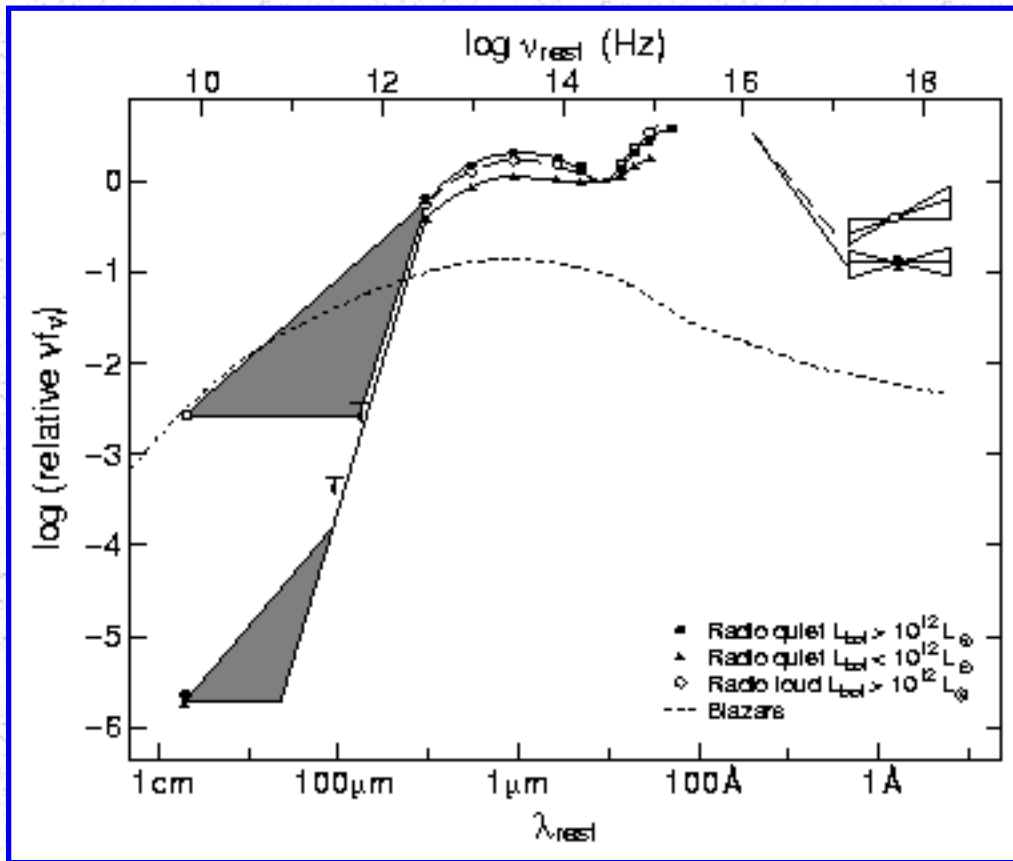 log ν_rest (Hz)
10 12 14 16 18
0
−1
−2
−3
−4
−5
−6
log (relative νf_ν)
Radio quiet L_bol > 10^12 L_⊙
Radio quiet L_bol < 10^12 L_⊙
Radio loud L_bol > 10^12 L_⊙
Blazars
1cm 100μm 1μm 100Å 1Å
λ_rest